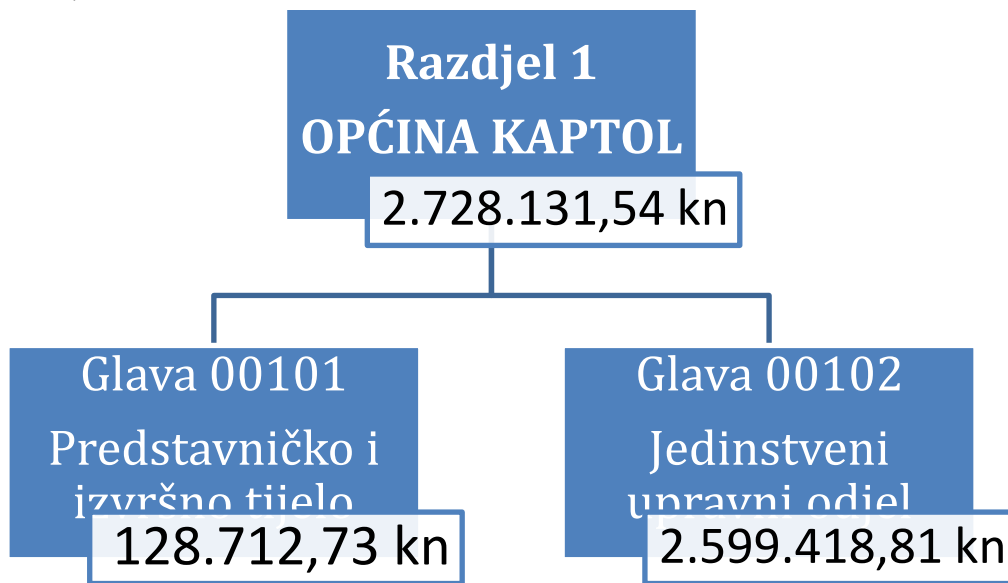 Razdjel 1
OPĆINA KAPTOL
2.728.131,54 kn
Glava 00101
Predstavničko i
izvršno tijelo
128.712,73 kn
Glava 00102
Jedinstveni
upravni odjel
2.599.418,81 kn